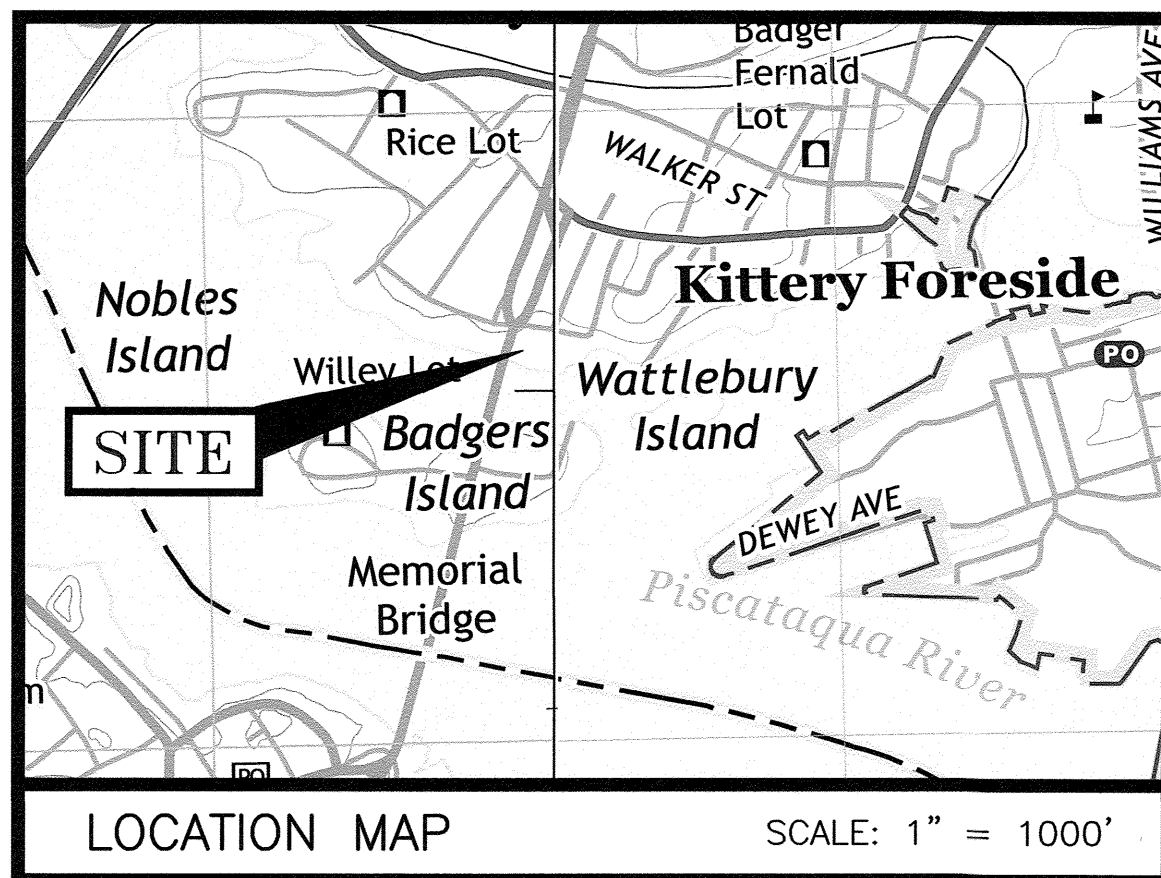 Badger
Fernald
Lot
Rice Lot
WALKER ST
WILLIAMS AVE
Kittery Foreside
Nobles
Island
PO
Willey Lot
Wattlebury
Island
SITE
Badgers
Island
DEWEY AVE
Memorial
Bridge
Piscataqua River
m
PO
LOCATION MAP
SCALE: 1” = 1000’